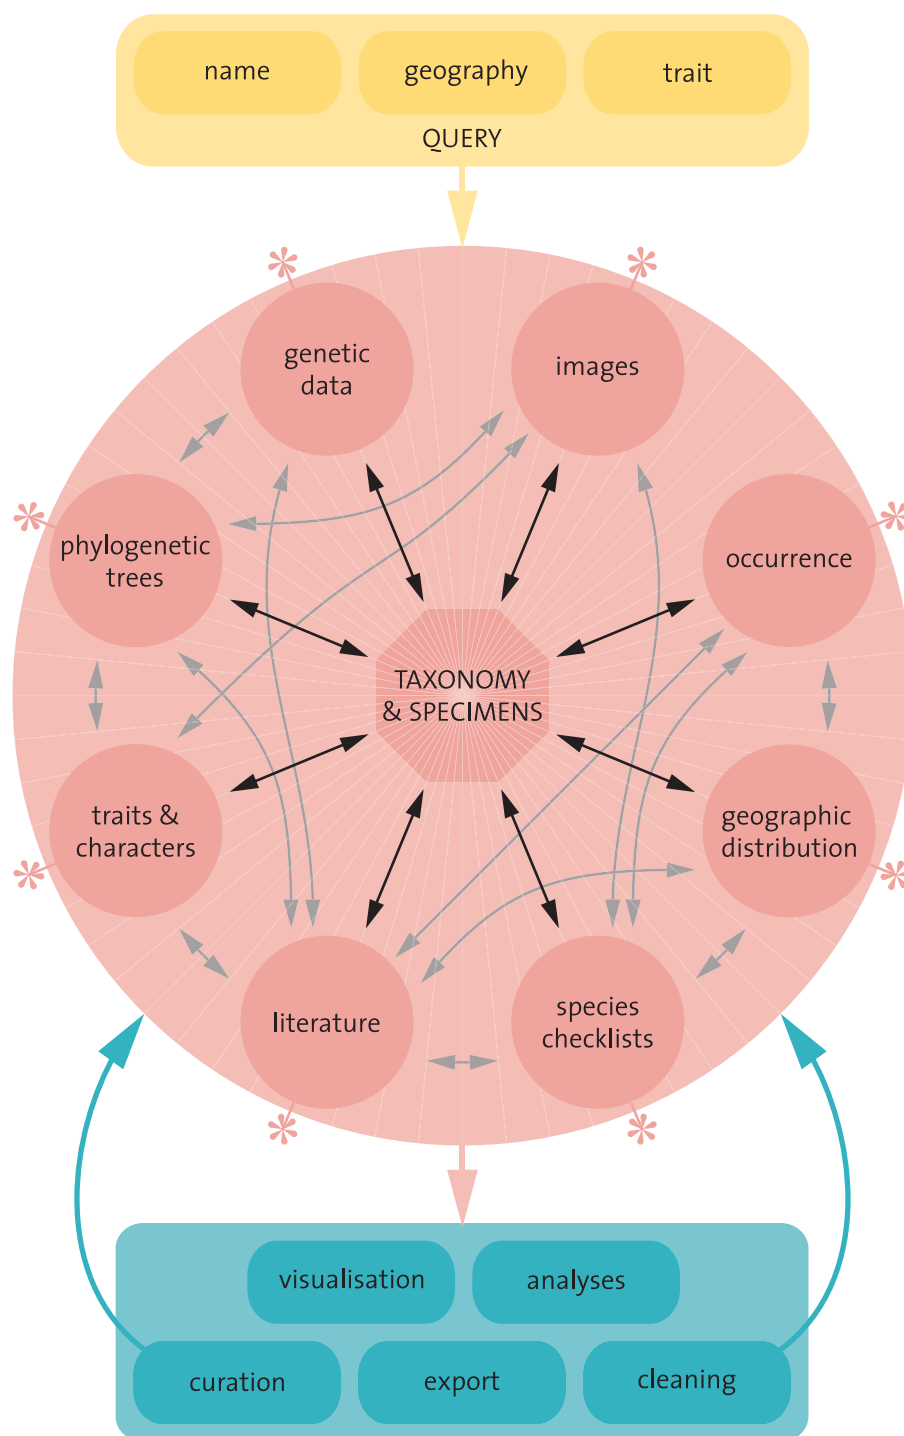 name
geography
trait
QUERY
genetic
data
images
phylogenetic
trees
occurrence
TAXONOMY
& SPECIMENS
traits &
characters
geographic
distribution
literature
species
checklists
visualisation
analyses
curation
export
cleaning